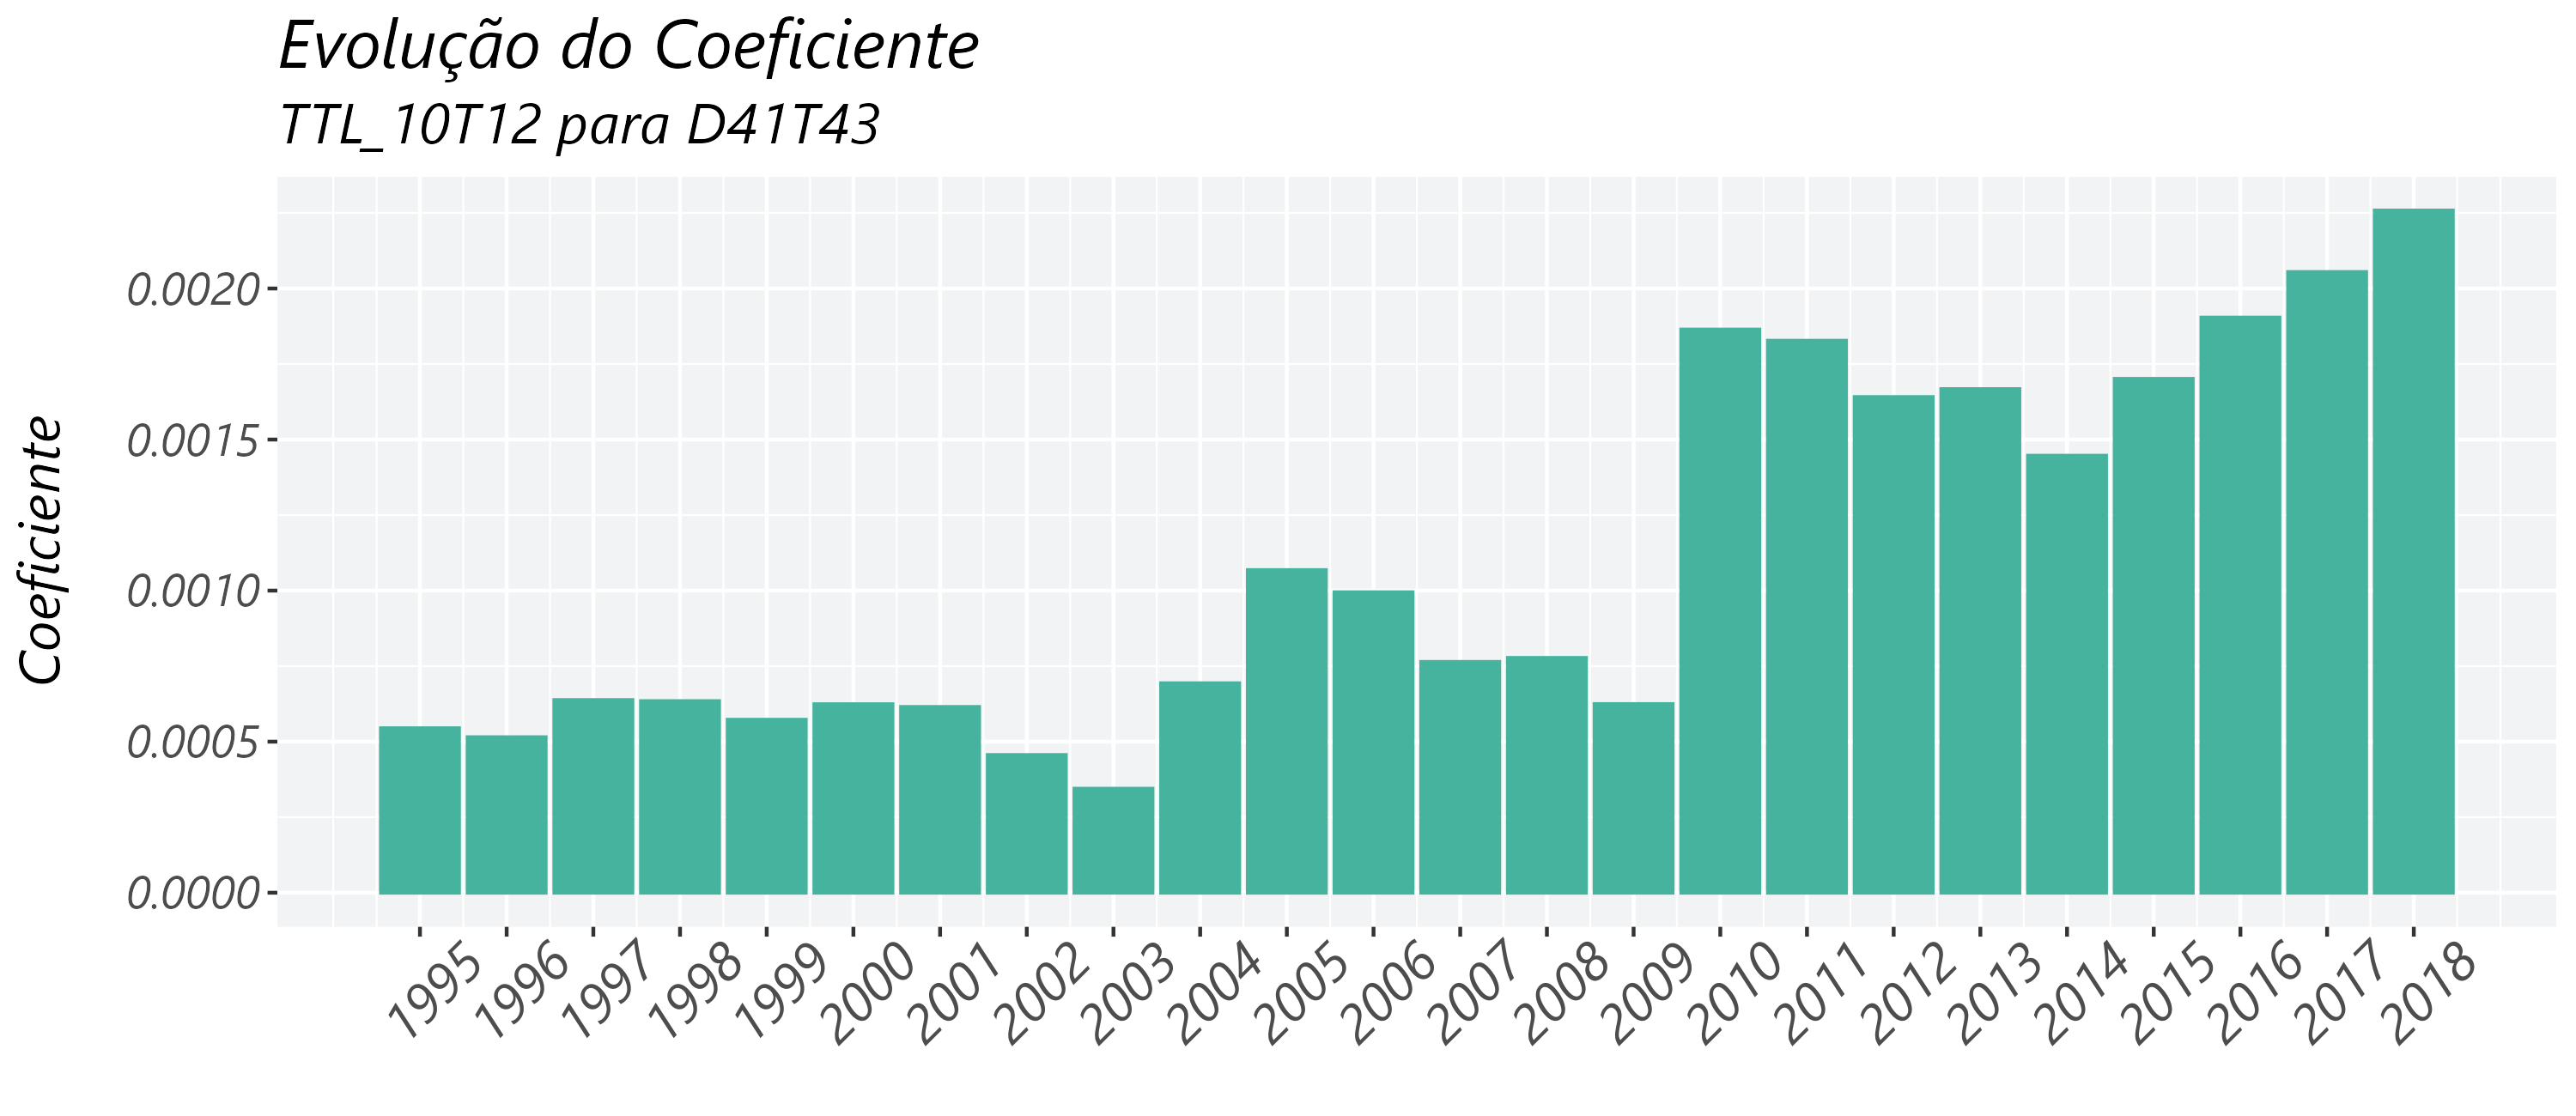 Evolução do Coeficiente
TTL_10T12 para D41T43
Coeficiente
0.0020
0.0015
0.0010
0.0005
0.0000
1995 1996 1997 1998 1999 2000 2001 2002 2003 2004 2005 2006 2007 2008 2009 2010 2011 2012 2013 2014 2015 2016 2017 2018